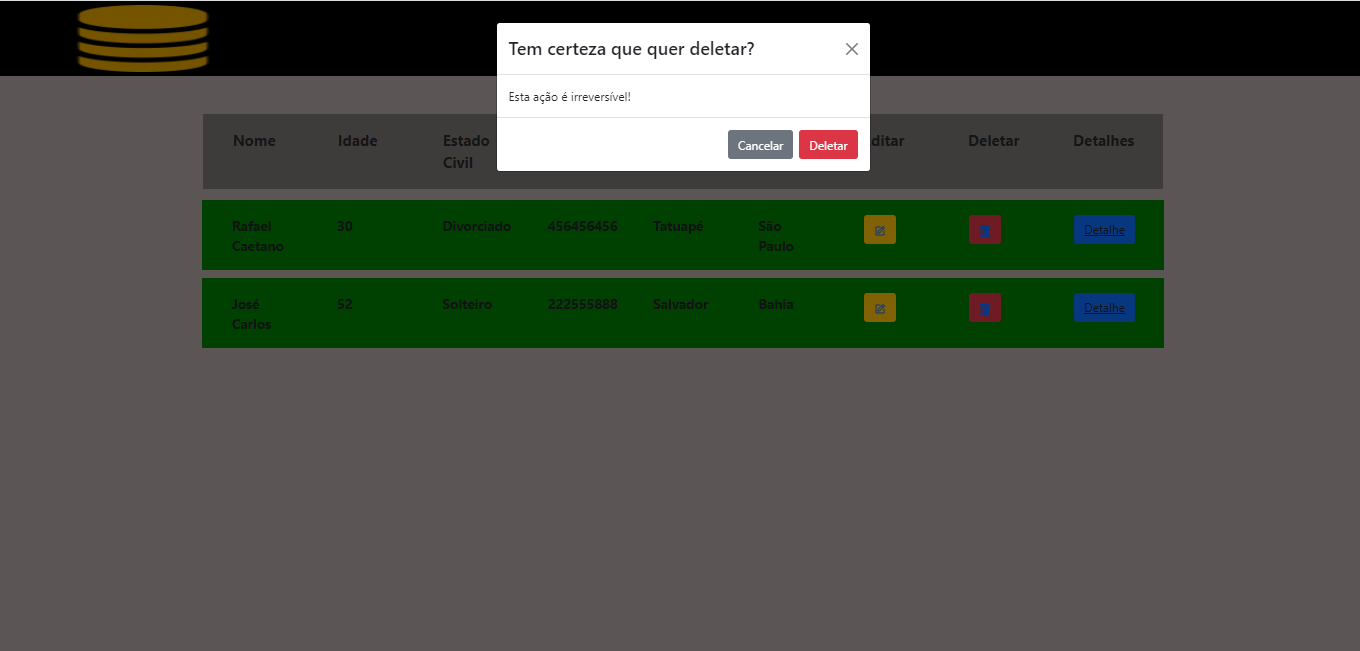 Tem certeza que quer deletar?
Esta ação é irreversível!
Cancelar Deletar
Nome Idade Estado Civil ditar Deletar Detalhes
Rafael Caetano 30 Divorciado 456456456 Tatuapé São Paulo Detalhe
José Carlos 52 Solteiro 222555888 Salvador Bahia Detalhe